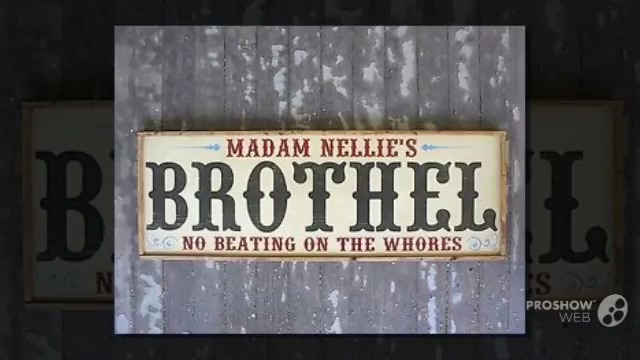 MADAM NELLIE'S
BROTHEL
NO BEATING ON THE WHORES
PROSHOW
WEB